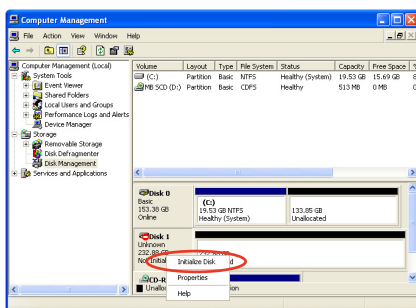 Computer Management
File Action View Window Help
Computer Management (Local)
System Tools
Event Viewer
Shared Folders
Local Users and Groups
Performance Logs and Alerts
Device Manager
Storage
Removable Storage
Disk Defragmenter
Disk Management
Services and Applications
Volume Layout Type File System Status Capacity Free Space
(C:) Partition Basic NTFS Healthy (System) 19.53 GB 15.69 GB
MB SCD (D:) Partition Basic CDFS Healthy 513 MB 0 MB
Disk 0
Basic
153.38 GB
Online
(C:)
19.53 GB NTFS
Healthy (System)
133.85 GB
Unallocated
Disk 1
Unknown
232.88 GB
Not Initial
Initialize Disk
Properties
Help
CD-R
Unalloc